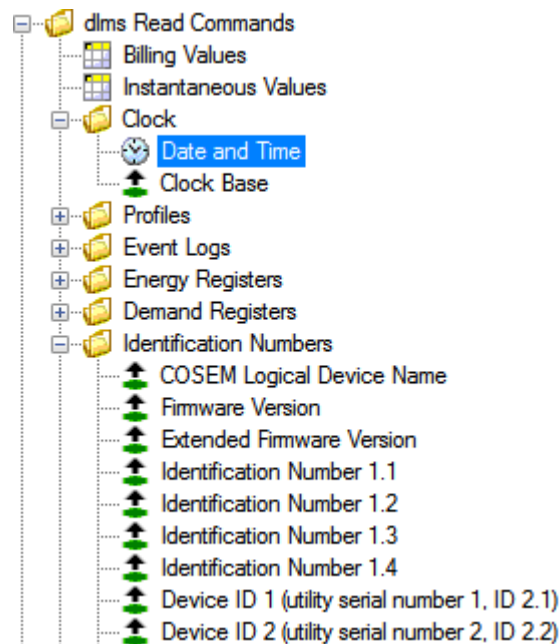 dlms Read Commands
Billing Values
Instantaneous Values
Clock
Date and Time
Clock Base
Profiles
Event Logs
Energy Registers
Demand Registers
Identification Numbers
COSEM Logical Device Name
Firmware Version
Extended Firmware Version
Identification Number 1.1
Identification Number 1.2
Identification Number 1.3
Identification Number 1.4
Device ID 1 (utility serial number 1, ID 2.1)
Device ID 2 (utility serial number 2, ID 2.2)